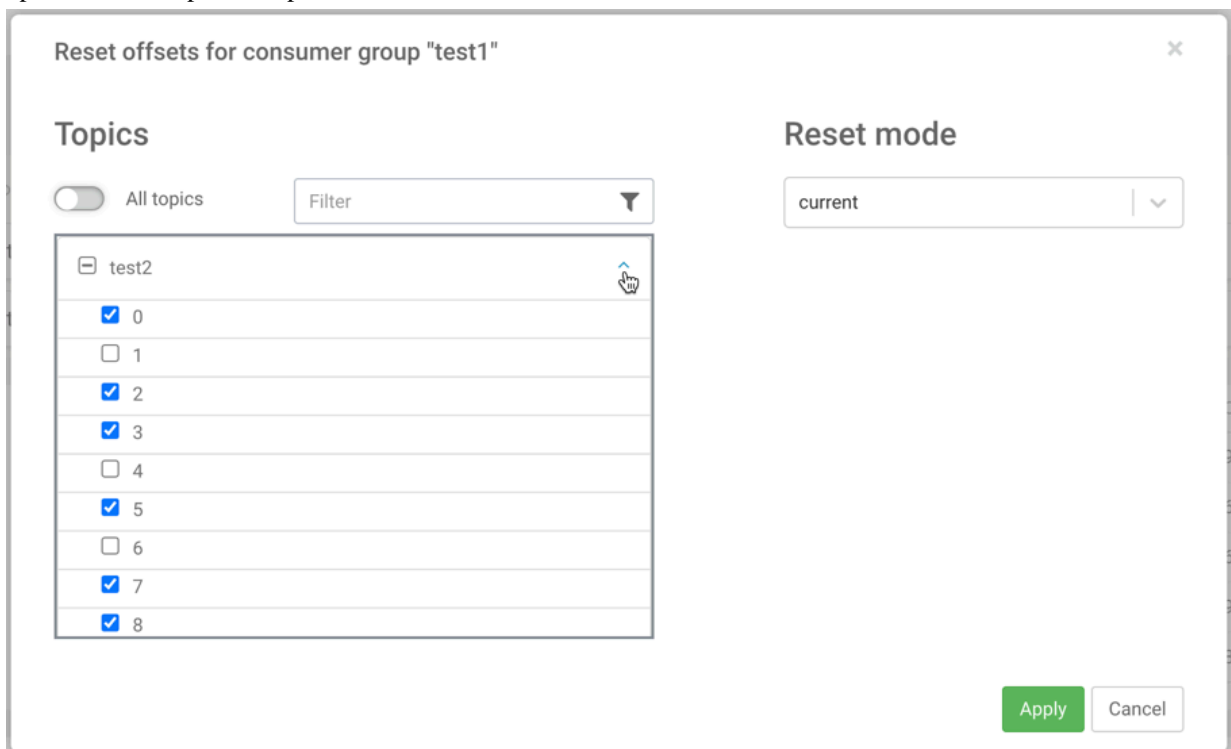 Reset offsets for consumer group "test1"
×
Topics
Reset mode
All topics
Filter
current
test2
0
1
2
3
4
5
6
7
8
Apply
Cancel